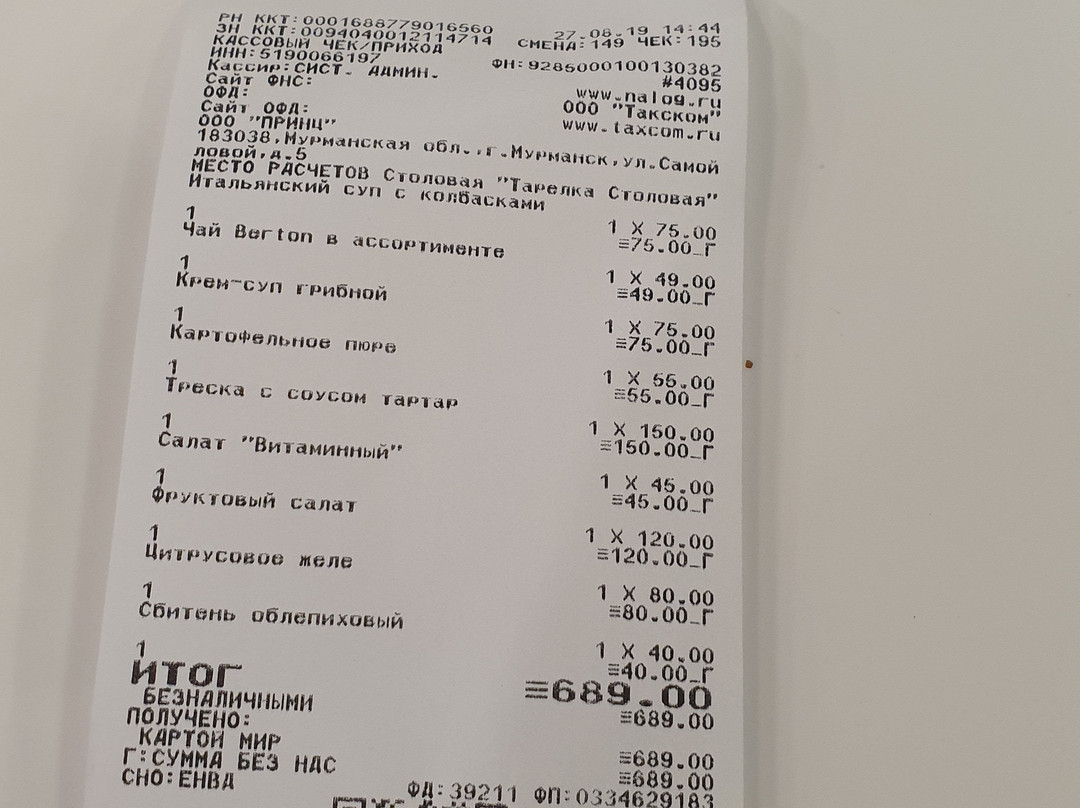 РН ККТ:0001688779016560 27.08.19 14:44
ЗН ККТ:0094040012114714 СМЕНА:149 ЧЕК:195
КАССОВЫЙ ЧЕК/ПРИХОД
ИНН:5190066197 ФН:9285000100130382
Кассир:СИСТ. АДМИН. #4095
Сайт ФНС: www.nalog.ru
ОФД: ООО "Такском"
Сайт ОФД: www.taxcom.ru
ООО "ПРИНЦ"
183038,Мурманская обл.,г.Мурманск,ул.Самой
ловой,д.5
МЕСТО РАСЧЕТОВ Столовая "Тарелка Столовая"
Итальянский суп с колбасками
1 1 X 75.00
≡75.00_Г
Чай Berton в ассортименте
1 1 X 49.00
≡49.00_Г
Крем-суп грибной
1 1 X 75.00
≡75.00_Г
Картофельное пюре
1 1 X 55.00
≡55.00_Г
Треска с соусом тартар
1 1 X 150.00
≡150.00_Г
Салат "Витаминный"
1 1 X 45.00
≡45.00_Г
Фруктовый салат
1 1 X 120.00
≡120.00_Г
Цитрусовое желе
1 1 X 80.00
≡80.00_Г
Сбитень облепиховый
1 1 X 40.00
≡40.00_Г
ИТОГ ≡689.00
БЕЗНАЛИЧНЫМИ ≡689.00
ПОЛУЧЕНО:
КАРТОЙ МИР ≡689.00
Г:СУММА БЕЗ НДС ≡689.00
СНО:ЕНВД ФД:39211 ФП:0334629183